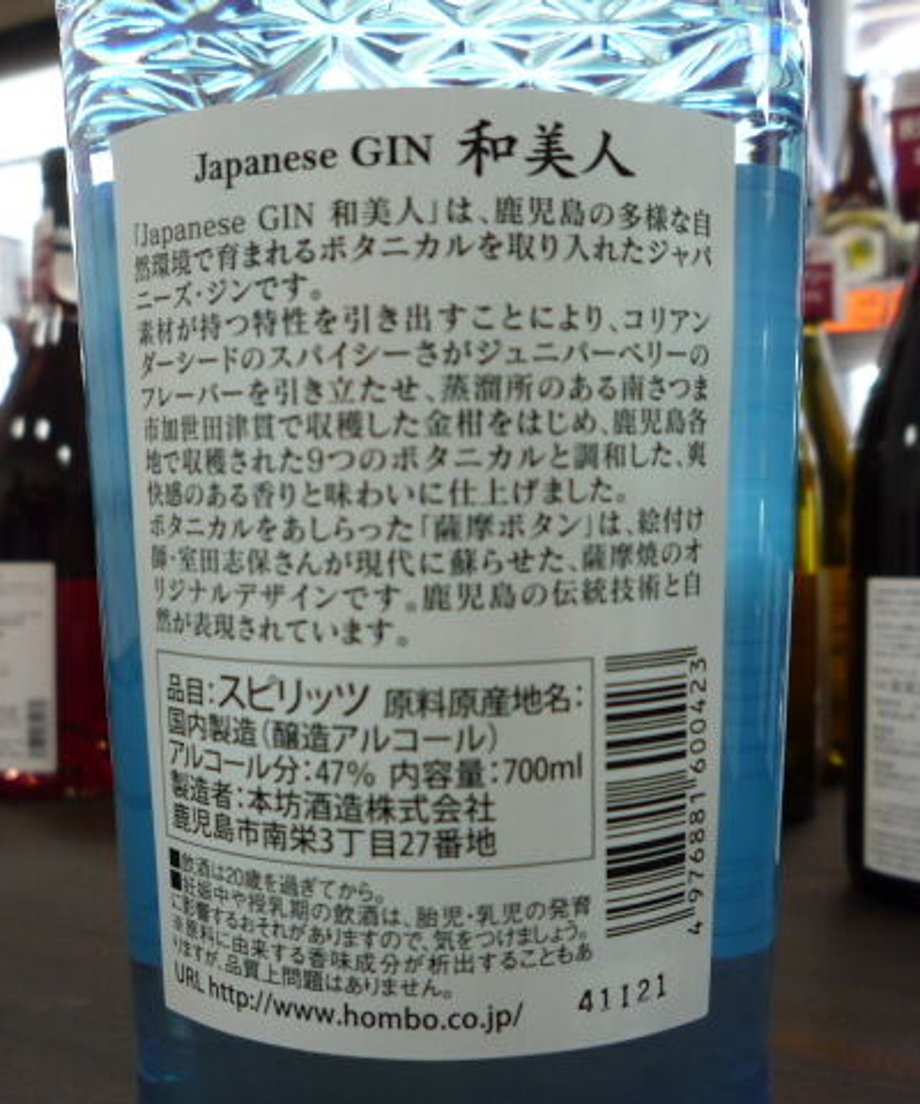 Japanese GIN 和美人
「Japanese GIN 和美人」は、鹿児島の多様な自
然環境で育まれるボタニカルを取り入れたジャパ
ニーズ・ジンです。
素材が持つ特性を引き出すことにより、コリアン
ダーシードのスパイシーさがジュニパーベリーの
フレーバーを引き立たせ、蒸溜所のある南さつま
市加世田津貫で収穫した金柑をはじめ、鹿児島各
地で収穫された9つのボタニカルと調和した、爽
快感のある香りと味わいに仕上げました。
ボタニカルをあしらった「薩摩ボタン」は、絵付け
師・室田志保さんが現代に蘇らせた、薩摩焼のオ
リジナルデザインです。鹿児島の伝統技術と自
然が表現されています。
品目:スピリッツ 原料原産地名:
国内製造(醸造アルコール)
アルコール分:47% 内容量:700ml
製造者:本坊酒造株式会社
鹿児島市南栄3丁目27番地
■飲酒は20歳を過ぎてから。
■妊娠中や授乳期の飲酒は、胎児・乳児の発育
に影響するおそれがありますので、気をつけましょう。
※原料に由来する香味成分が析出することもあ
りますが、品質上問題はありません。
URL http://www.hombo.co.jp/
41121
4 976881 600423